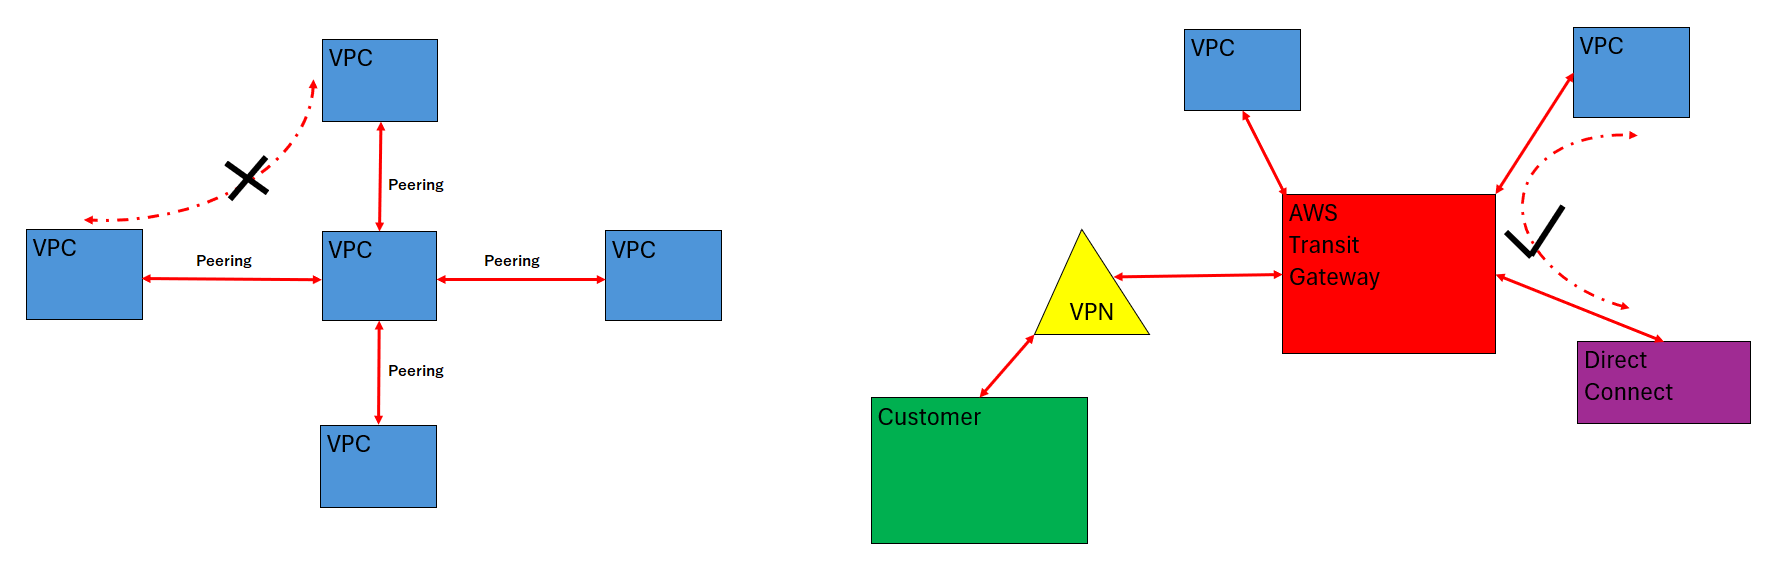 VPC
Peering
VPC
Peering
VPC
Peering
VPC
Peering
VPC
VPC
VPC
AWS
Transit
Gateway
VPN
Direct
Connect
Customer